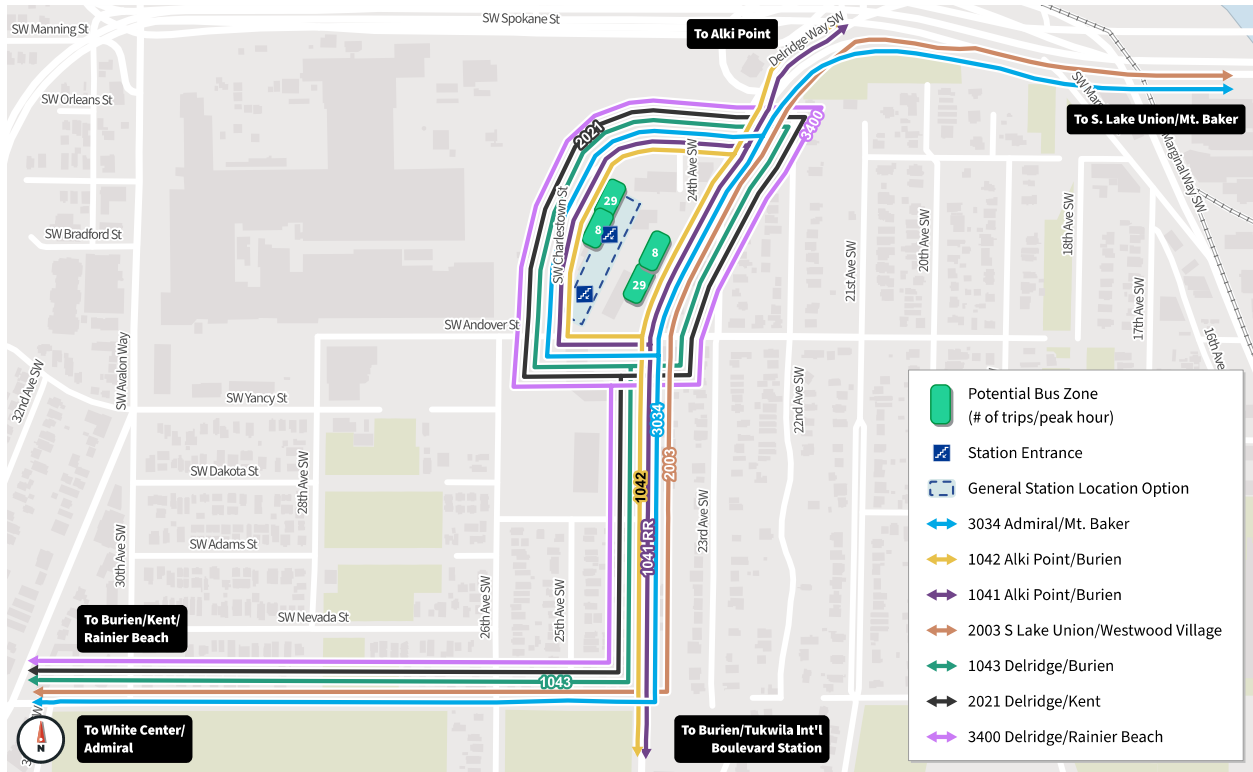 SW Spokane St
SW Manning St
To Alki Point
Delridge Way SW
SW Orleans St
To S. Lake Union/Mt. Baker
3400
2021
24th Ave SW
Marginal Way SW
29
8
8
29
SW Charlestown St
SW Bradford St
21st Ave SW
20th Ave SW
18th Ave SW
17th Ave SW
16th Ave
SW Andover St
SW Avalon Way
32nd Ave SW
SW Yancy St
22nd Ave SW
3034
2003
1042
1041 RR
SW Dakota St
28th Ave SW
23rd Ave SW
SW Adams St
30th Ave SW
26th Ave SW
25th Ave SW
SW Nevada St
To Burien/Kent/
Rainier Beach
1043
To White Center/
Admiral
To Burien/Tukwila Int'l
Boulevard Station
N
Potential Bus Zone
(# of trips/peak hour)
Station Entrance
General Station Location Option
3034 Admiral/Mt. Baker
1042 Alki Point/Burien
1041 Alki Point/Burien
2003 S Lake Union/Westwood Village
1043 Delridge/Burien
2021 Delridge/Kent
3400 Delridge/Rainier Beach